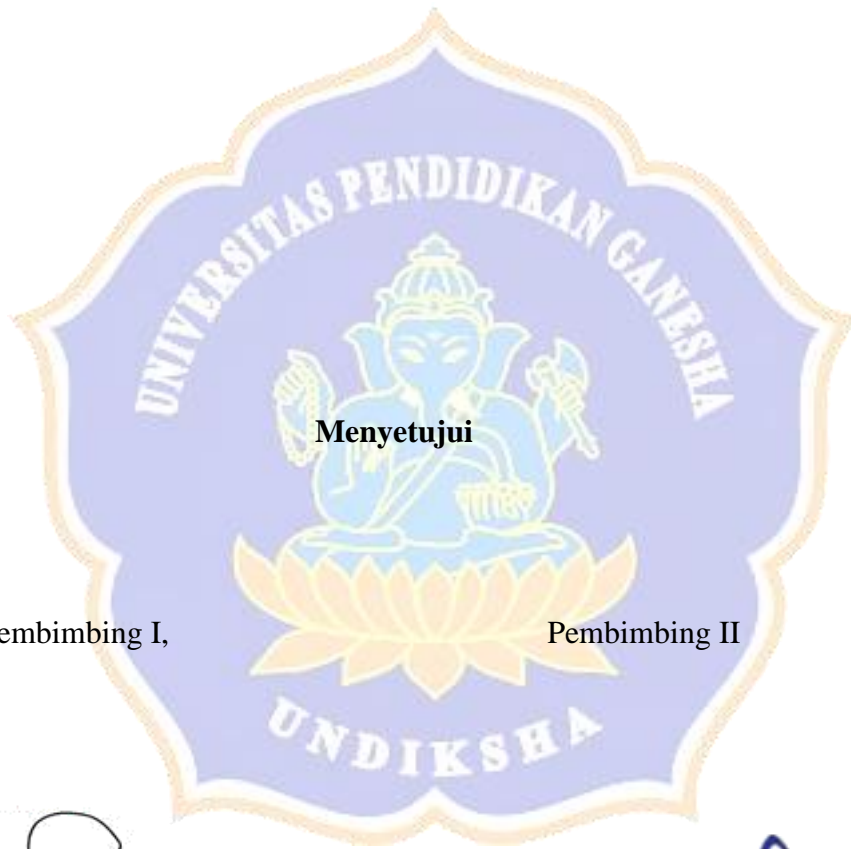 UNIVERSITAS PENDIDIKAN GANESHA
Menyetujui
embimbing I,
Pembimbing II
UNDIKSHA